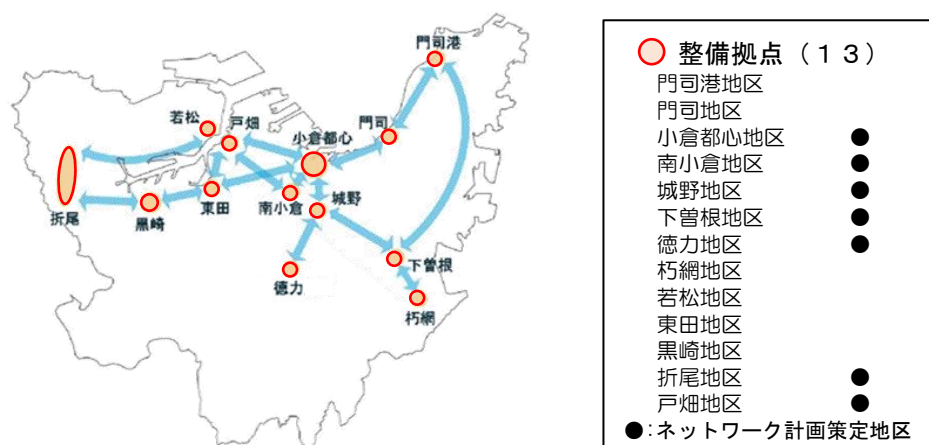 門司港
若松
戸畑
小倉都心
門司
折尾
黒崎
東田
南小倉
城野
徳力
下曽根
朽網
整備拠点(13)
門司港地区
門司地区
小倉都心地区 ●
南小倉地区 ●
城野地区 ●
下曽根地区 ●
徳力地区 ●
朽網地区
若松地区
東田地区
黒崎地区
折尾地区 ●
戸畑地区 ●
●:ネットワーク計画策定地区